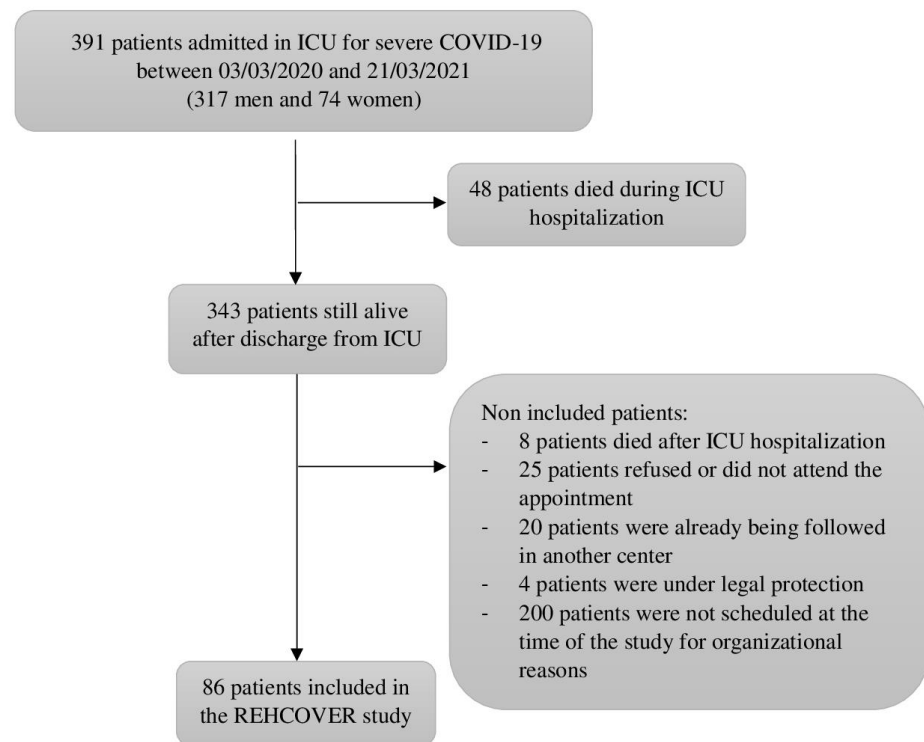 391 patients admitted in ICU for severe COVID-19
between 03/03/2020 and 21/03/2021
(317 men and 74 women)
48 patients died during ICU
hospitalization
343 patients still alive
after discharge from ICU
Non included patients:
- 8 patients died after ICU hospitalization
- 25 patients refused or did not attend the
appointment
- 20 patients were already being followed
in another center
- 4 patients were under legal protection
- 200 patients were not scheduled at the
time of the study for organizational
reasons
86 patients included in
the REHCOVER study